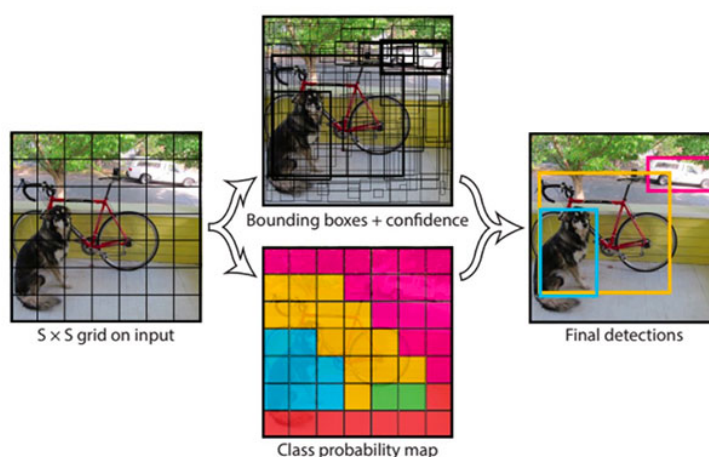 S × S grid on input
Bounding boxes + confidence
Class probability map
Final detections